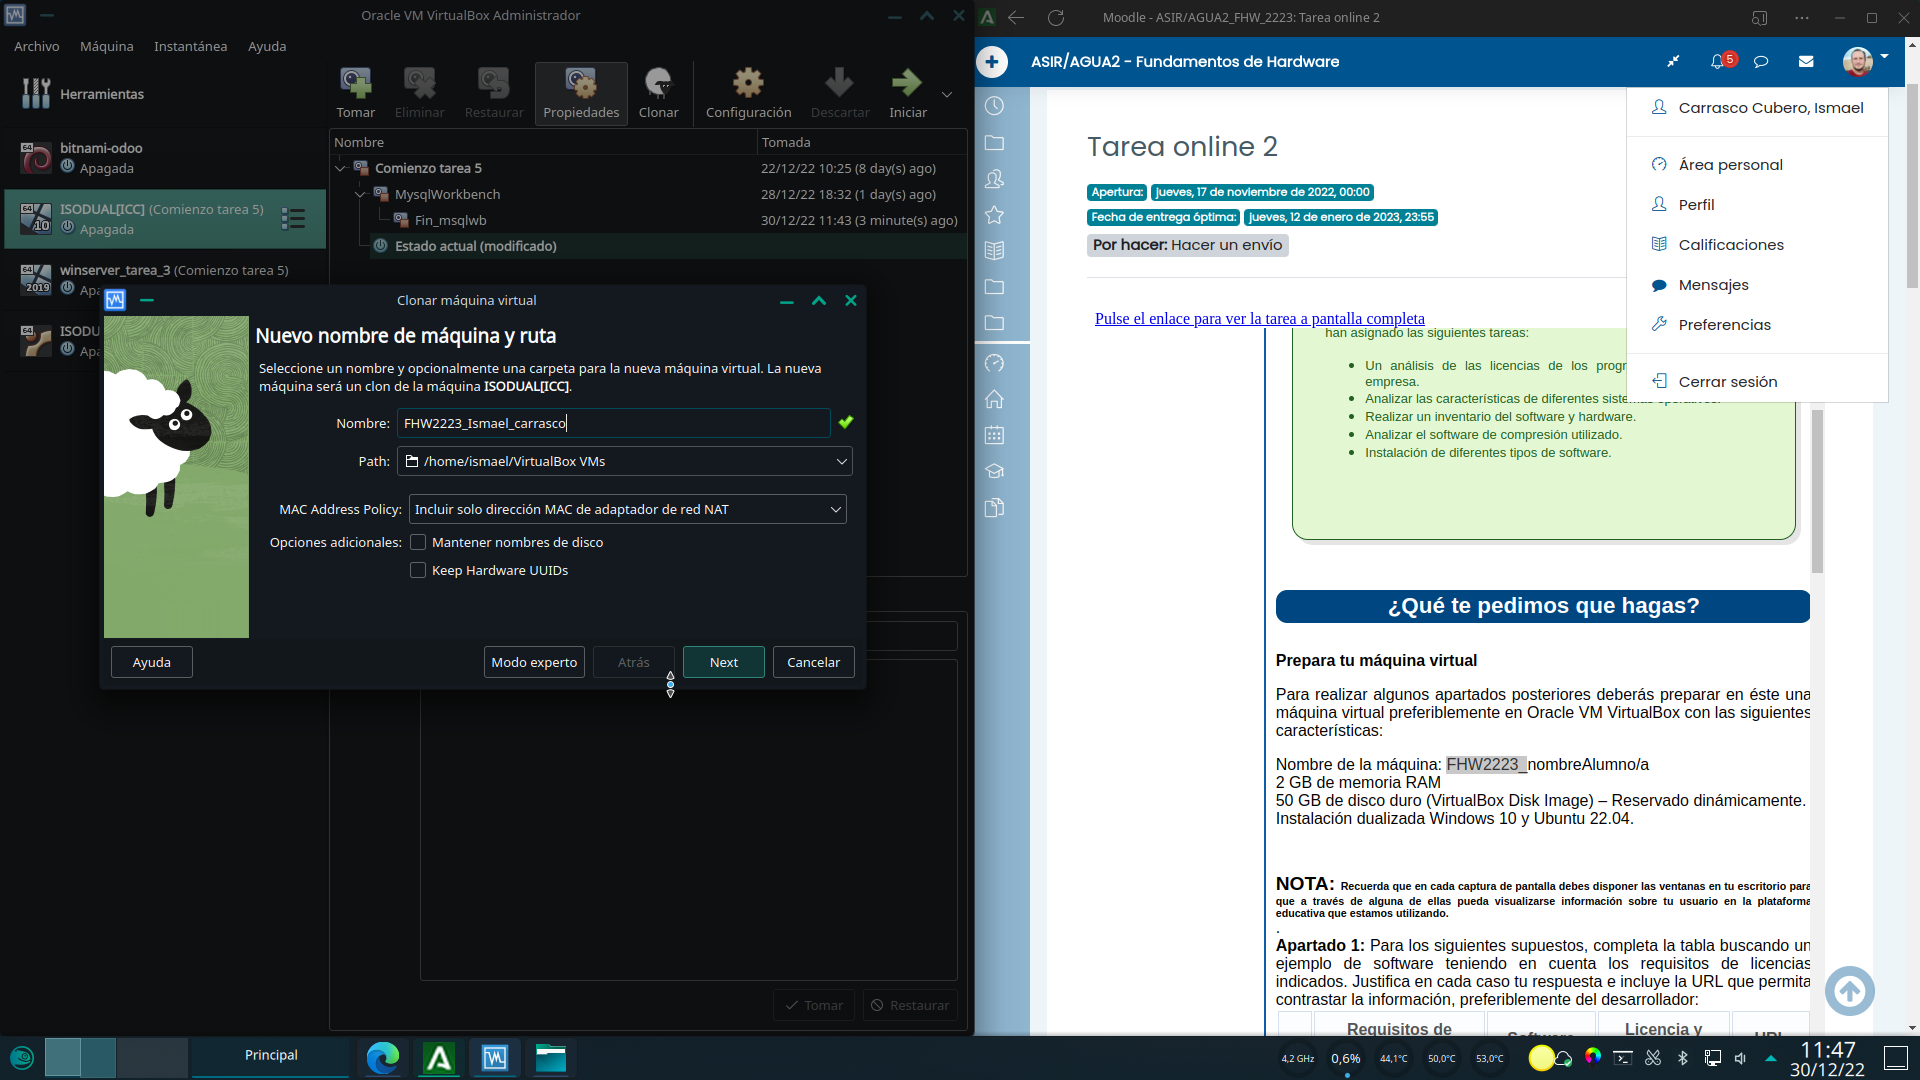 Oracle VM VirtualBox Administrador
Archivo Máquina Instantánea Ayuda
Herramientas
Tomar Eliminar Restaurar Propiedades Clonar Configuración Descartar Iniciar
64
bitnami-odoo
Apagada
64
10
ISODUAL[ICC] (Comienzo tarea 5)
Apagada
64
2019
winserver_tarea_3 (Comienzo tarea 5)
Apa
64
ISODU
Apa
Nombre Tomada
Comienzo tarea 5 22/12/22 10:25 (8 day(s) ago)
MysqlWorkbench 28/12/22 18:32 (1 day(s) ago)
Fin_msqlwb 30/12/22 11:43 (3 minute(s) ago)
Estado actual (modificado)
Clonar máquina virtual
Nuevo nombre de máquina y ruta
Seleccione un nombre y opcionalmente una carpeta para la nueva máquina virtual. La nueva
máquina será un clon de la máquina ISODUAL[ICC].
Nombre: FHW2223_Ismael_carrasco
Path: /home/ismael/VirtualBox VMs
MAC Address Policy: Incluir solo dirección MAC de adaptador de red NAT
Opciones adicionales: Mantener nombres de disco
Keep Hardware UUIDs
Ayuda Modo experto Atrás Next Cancelar
Tomar Restaurar
Moodle - ASIR/AGUA2_FHW_2223: Tarea online 2
ASIR/AGUA2 - Fundamentos de Hardware
5
Carrasco Cubero, Ismael
Área personal
Perfil
Calificaciones
Mensajes
Preferencias
Cerrar sesión
Tarea online 2
Apertura: jueves, 17 de noviembre de 2022, 00:00
Fecha de entrega óptima: jueves, 12 de enero de 2023, 23:55
Por hacer: Hacer un envío
Pulse el enlace para ver la tarea a pantalla completa
han asignado las siguientes tareas:
Un análisis de las licencias de los progr
empresa.
Analizar las características de diferentes sistemas operativos.
Realizar un inventario del software y hardware.
Analizar el software de compresión utilizado.
Instalación de diferentes tipos de software.
¿Qué te pedimos que hagas?
Prepara tu máquina virtual
Para realizar algunos apartados posteriores deberás preparar en éste una
máquina virtual preferiblemente en Oracle VM VirtualBox con las siguientes
características:
Nombre de la máquina: FHW2223_nombreAlumno/a
2 GB de memoria RAM
50 GB de disco duro (VirtualBox Disk Image) – Reservado dinámicamente.
Instalación dualizada Windows 10 y Ubuntu 22.04.
NOTA: Recuerda que en cada captura de pantalla debes disponer las ventanas en tu escritorio para
que a través de alguna de ellas pueda visualizarse información sobre tu usuario en la plataforma
educativa que estamos utilizando.
.
Apartado 1: Para los siguientes supuestos, completa la tabla buscando un
ejemplo de software teniendo en cuenta los requisitos de licencias
indicados. Justifica en cada caso tu respuesta e incluye la URL que permita
contrastar la información, preferiblemente del desarrollador:
Requisitos de Software Licencia y URL
Principal
4,2 GHz 0,6% 44,1°C 50,0°C 53,0°C
11:47
30/12/22